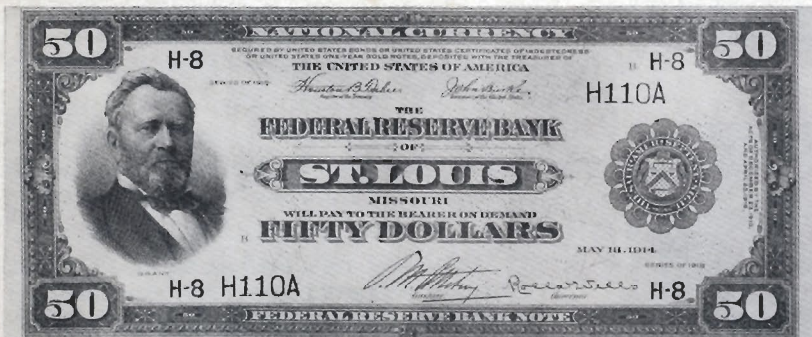 50 NATIONAL CURRENCY 50
H-8 H-8
SECURED BY UNITED STATES BONDS OR UNITED STATES CERTIFICATES OF INDEBTEDNESS
OR UNITED STATES ONE-YEAR GOLD NOTES, DEPOSITED WITH THE TREASURER OF
THE UNITED STATES OF AMERICA
H110A
THE
FEDERAL RESERVE BANK
OF
ST. LOUIS
MISSOURI
WILL PAY TO THE BEARER ON DEMAND
FIFTY DOLLARS
MAY 18, 1914.
GRANT
H-8 H110A H-8
50 FEDERAL RESERVE BANK NOTE 50